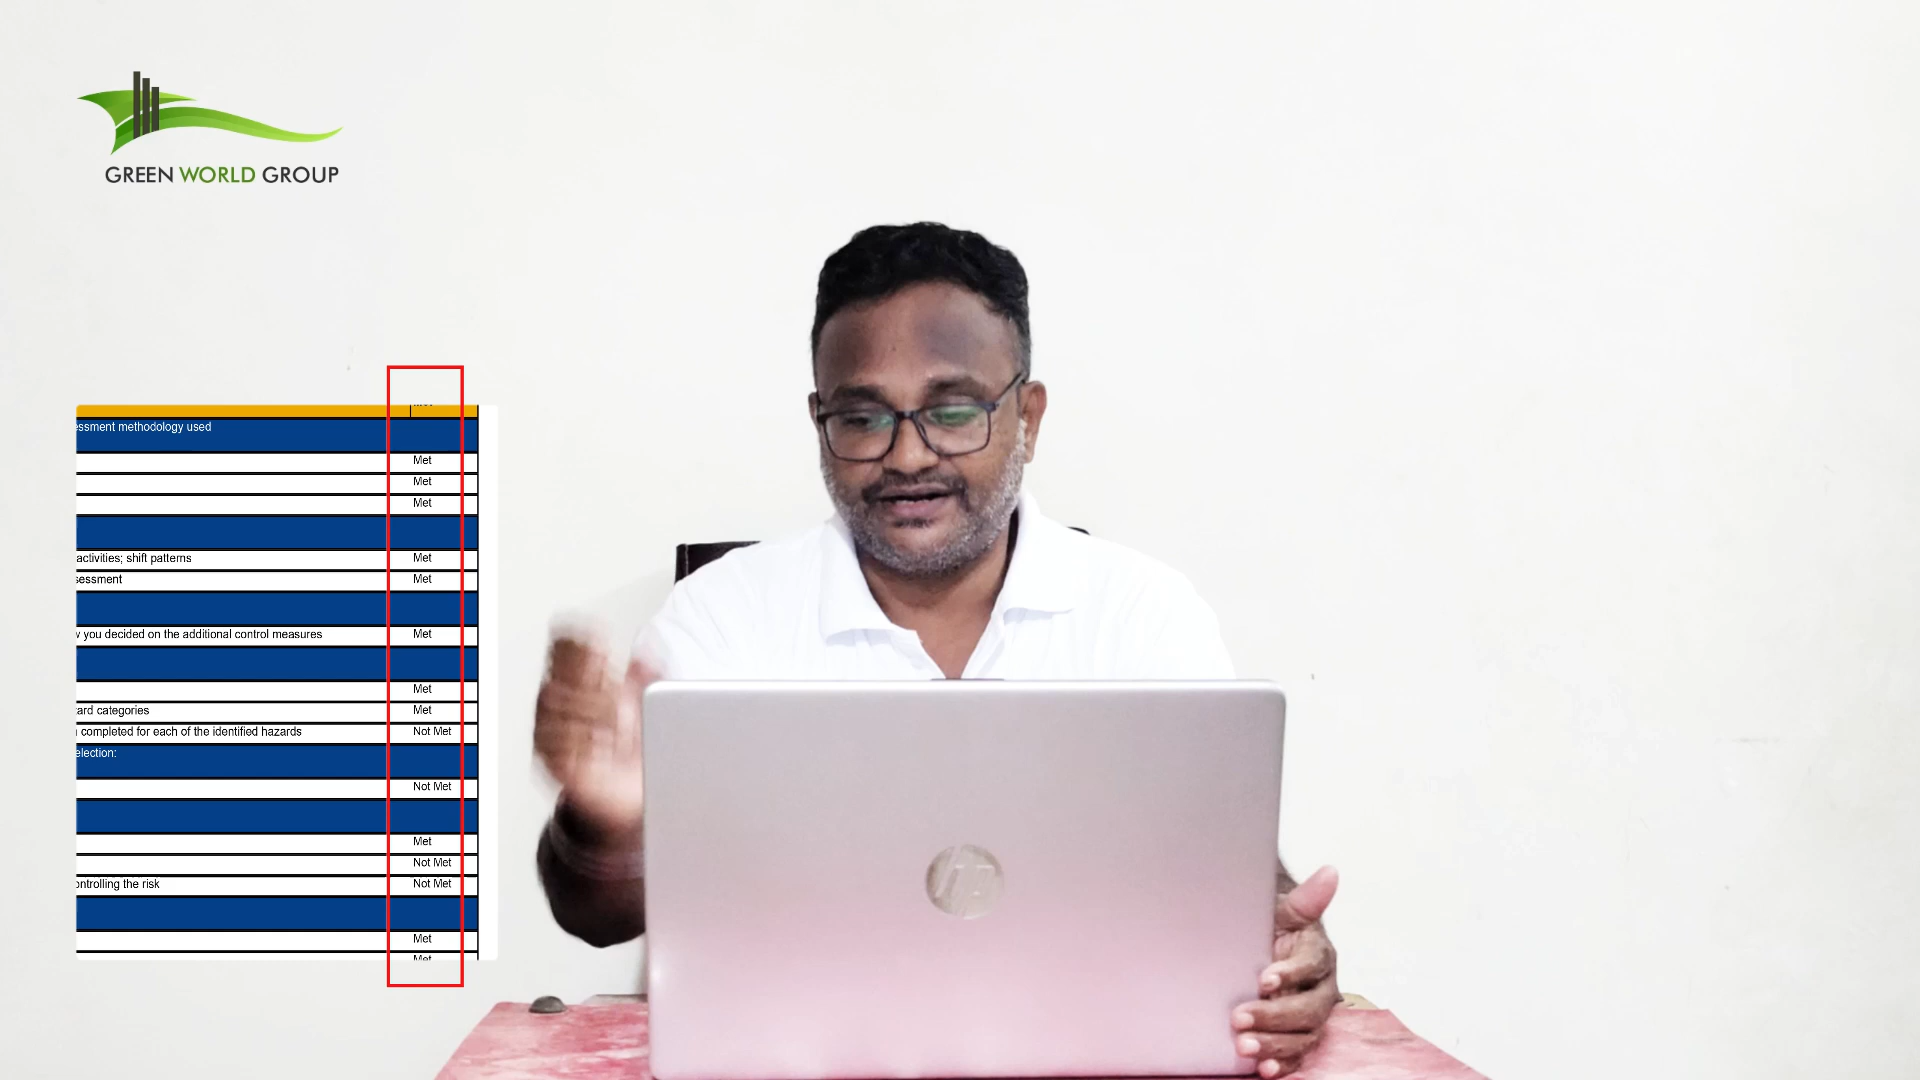 GREEN WORLD GROUP
essment methodology used
Met
Met
Met
activities; shift patterns Met
sessment Met
you decided on the additional control measures Met
Met
ard categories Met
completed for each of the identified hazards Not Met
election:
Not Met
Met
Not Met
ontrolling the risk Not Met
Met
Met
hp